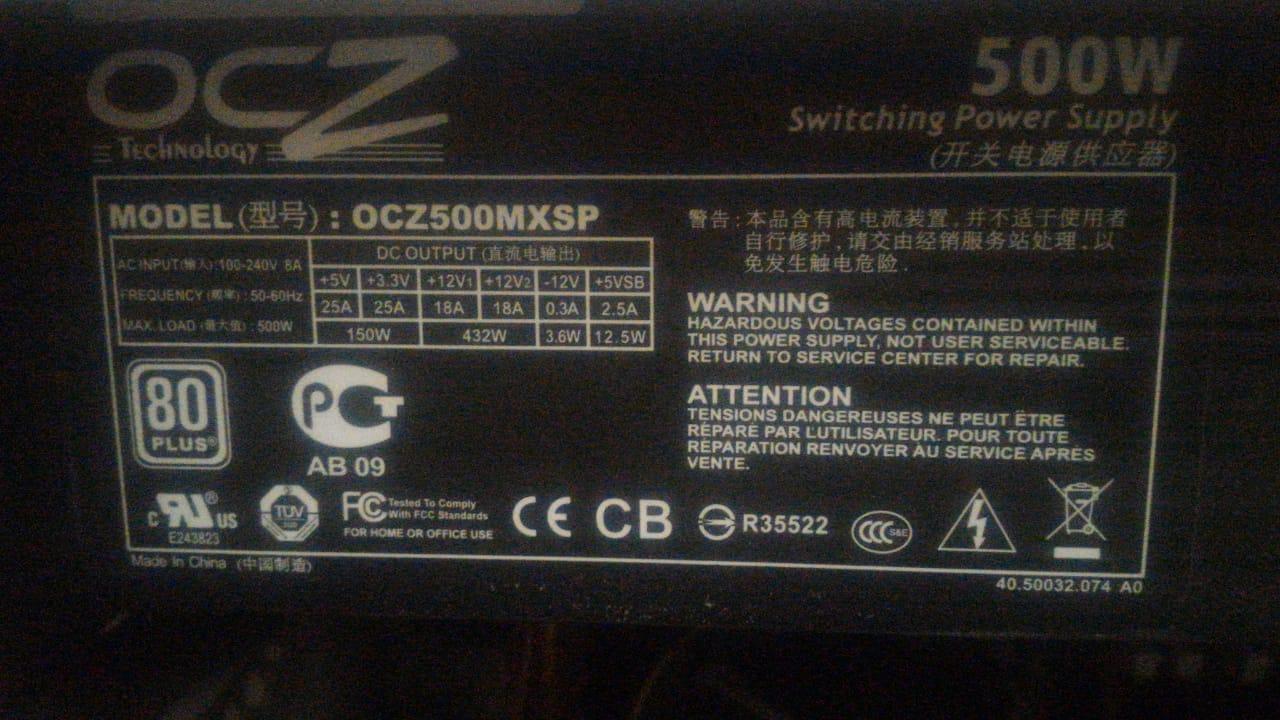 OCZ
Technology
500W
Switching Power Supply
(开关电源供应器)
MODEL(型号) : OCZ500MXSP
AC INPUT(输入):100-240V 8A
FREQUENCY (频率) : 50-60Hz
MAX. LOAD (最大值) : 500W
DC OUTPUT (直流电输出)
+5V +3.3V +12V1 +12V2 -12V +5VSB
25A 25A 18A 18A 0.3A 2.5A
150W 432W 3.6W 12.5W
警告:本品含有高电流装置,并不适于使用者
自行修护,请交由经销服务站处理,以
免发生触电危险.
WARNING
HAZARDOUS VOLTAGES CONTAINED WITHIN
THIS POWER SUPPLY, NOT USER SERVICEABLE.
RETURN TO SERVICE CENTER FOR REPAIR.
ATTENTION
TENSIONS DANGEREUSES NE PEUT ËTRE
RÉPARÉ PAR L'UTILISATEUR. POUR TOUTE
RÉPARATION RENVOYER AU SERVICE APRÉS
VENTE.
80
PLUS®
PCT
AB 09
c RU® US
E243823
TÜV
FC Tested To Comply
With FCC Standards
FOR HOME OR OFFICE USE
CE
CB
R35522
CCC S&E
Made In China (中国制造)
40.50032.074 A0